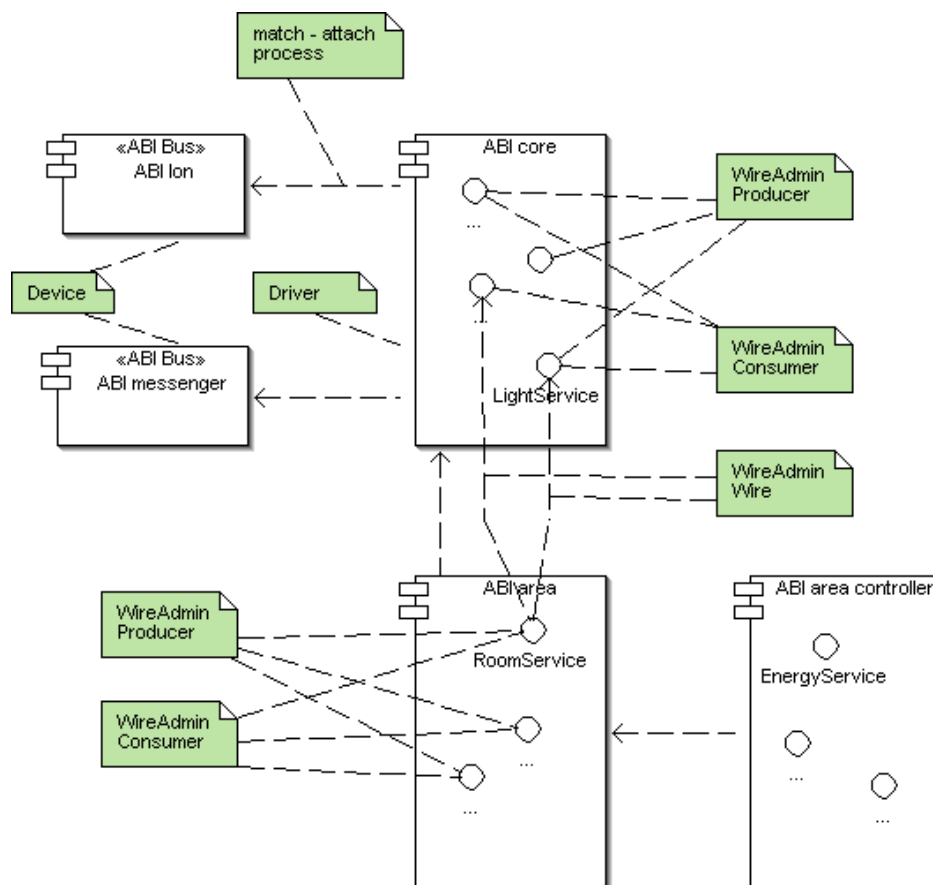 match - attach
process
«ABI Bus»
ABI lon
ABI core
...
WireAdmin
Producer
Device
Driver
...
«ABI Bus»
ABI messenger
LightService
WireAdmin
Consumer
WireAdmin
Wire
ABI area
ABI area controller
WireAdmin
Producer
RoomService
EnergyService
WireAdmin
Consumer
...
...
...
...